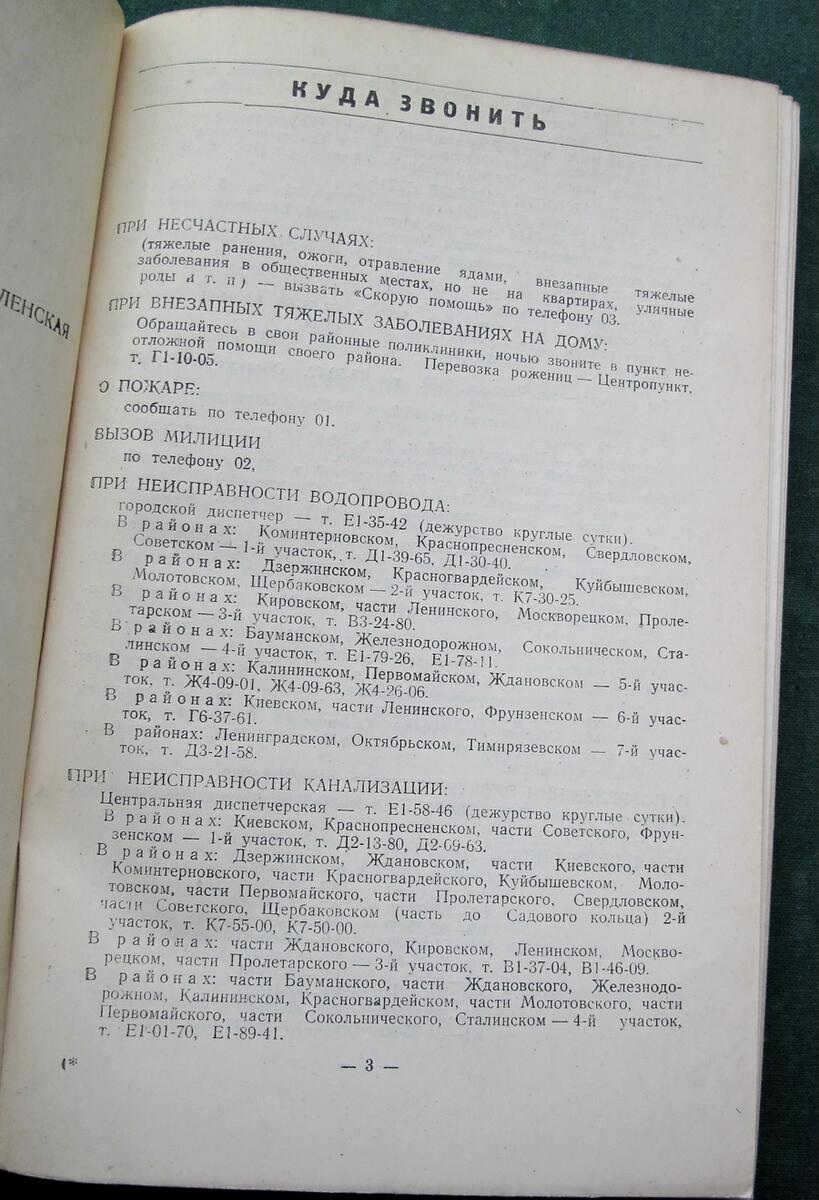 ЛЕНСКАЯ
КУДА ЗВОНИТЬ
ПРИ НЕСЧАСТНЫХ СЛУЧАЯХ:
(тяжелые ранения, ожоги, отравление ядами, внезапные тяжелые
заболевания в общественных местах, но не на квартирах, уличные
роды и т. п) — вызвать «Скорую помощь» по телефону 03.
ПРИ ВНЕЗАПНЫХ ТЯЖЕЛЫХ ЗАБОЛЕВАНИЯХ НА ДОМУ:
Обращайтесь в свои районные поликлиники, ночью звоните в пункт не-
отложной помощи своего района. Перевозка рожениц — Центропункт,
т. Г1-10-05.
О ПОЖАРЕ:
сообщать по телефону 01.
ВЫЗОВ МИЛИЦИИ
по телефону 02,
ПРИ НЕИСПРАВНОСТИ ВОДОПРОВОДА:
городской диспетчер — т. Е1-35-42 (дежурство круглые сутки).
В районах: Коминтерновском, Краснопресненском, Свердловском,
Советском — 1-й участок, т. Д1-39-65, Д1-30-40.
В районах: Дзержинском, Красногвардейском, Куйбышевском,
Молотовском, Щербаковском — 2-й участок, т. К7-30-25.
В районах: Кировском, части Ленинского, Москворецком, Проле-
тарском — 3-й участок, т. В3-24-80.
В районах: Бауманском, Железнодорожном, Сокольническом, Ста-
линском — 4-й участок, т. Е1-79-26, Е1-78-11.
В районах: Калининском, Первомайском, Ждановском — 5-й учас-
ток, т. Ж4-09-01, Ж4-09-63, Ж4-26-06.
В районах: Киевском, части Ленинского, Фрунзенском — 6-й учас-
ток, т. Г6-37-61.
В районах: Ленинградском, Октябрьском, Тимирязевском — 7-й учас-
ток, т. Д3-21-58.
ПРИ НЕИСПРАВНОСТИ КАНАЛИЗАЦИИ:
Центральная диспетчерская — т. Е1-58-46 (дежурство круглые сутки).
В районах: Киевском, Краснопресненском, части Советского, Фрун-
зенском — 1-й участок, т. Д2-13-80, Д2-09-63.
В районах: Дзержинском, Ждановском, части Киевского, части
Коминтерновского, части Красногвардейского, Куйбышевском, Моло-
товском, части Первомайского, части Пролетарского, Свердловском,
части Советского, Щербаковском (часть до Садового кольца) 2-й
участок, т. К7-55-00, К7-50-00.
В районах: части Ждановского, Кировском, Ленинском, Москво-
рецком, части Пролетарского — 3-й участок, т. В1-37-04, В1-46-09.
В районах: части Бауманского, части Ждановского, Железнодо-
рожном, Калининском, Красногвардейском, части Молотовского, части
Первомайского, части Сокольнического, Сталинском — 4-й участок,
т. Е1-01-70, Е1-89-41.
1*
— 3 —